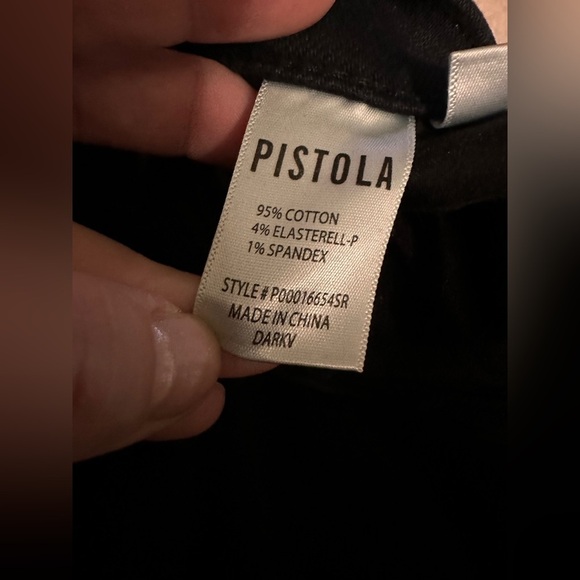 PISTOLA
95% COTTON
4% ELASTERELL-P
1% SPANDEX
STYLE # P00016654SR
MADE IN CHINA
DARKV